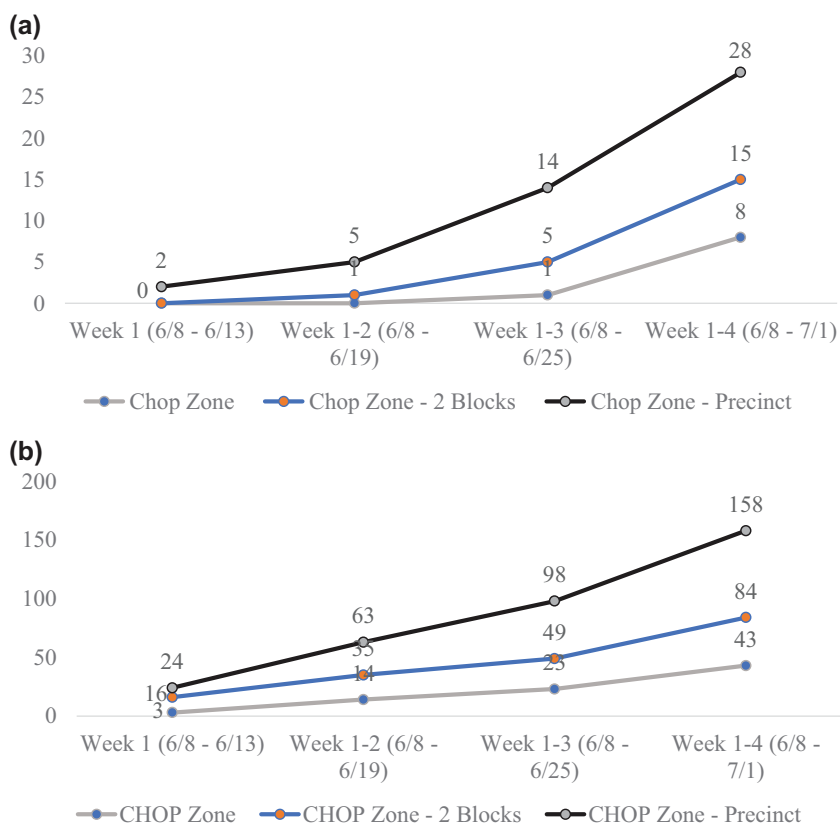 (a)
30
25
20
15
10
5
0
2
5
14
28
0
1
5
15
1
8
Week 1 (6/8 - 6/13)
Week 1-2 (6/8 -
6/19)
Week 1-3 (6/8 -
6/25)
Week 1-4 (6/8 - 7/1)
Chop Zone
Chop Zone - 2 Blocks
Chop Zone - Precinct
(b)
200
150
100
50
0
24
63
98
158
16
35
49
84
3
14
43
Week 1 (6/8 - 6/13)
Week 1-2 (6/8 -
6/19)
Week 1-3 (6/8 -
6/25)
Week 1-4 (6/8 -
7/1)
CHOP Zone
CHOP Zone - 2 Blocks
CHOP Zone - Precinct